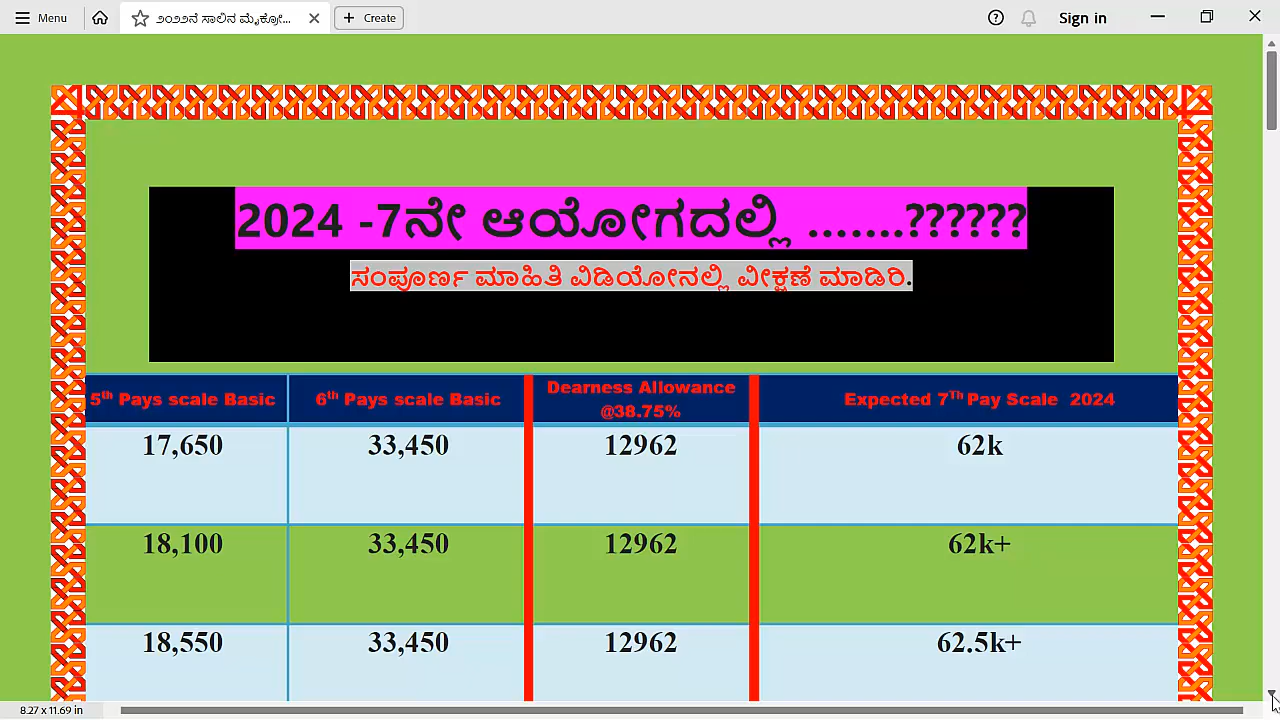 Menu
೨೦೨೨ನೆ ಸಾಲಿನ ಮೈಕ್ರೋ...
Create
Sign in
2024 -7ನೇ ಆಯೋಗದಲ್ಲಿ .......??????
ಸಂಪೂರ್ಣ ಮಾಹಿತಿ ವಿಡಿಯೋನಲ್ಲಿ ವೀಕ್ಷಣೆ ಮಾಡಿರಿ.
5th Pays scale Basic 6th Pays scale Basic Dearness Allowance @38.75% Expected 7Th Pay Scale 2024
17,650 33,450 12962 62k
18,100 33,450 12962 62k+
18,550 33,450 12962 62.5k+
8.27 x 11.69 in